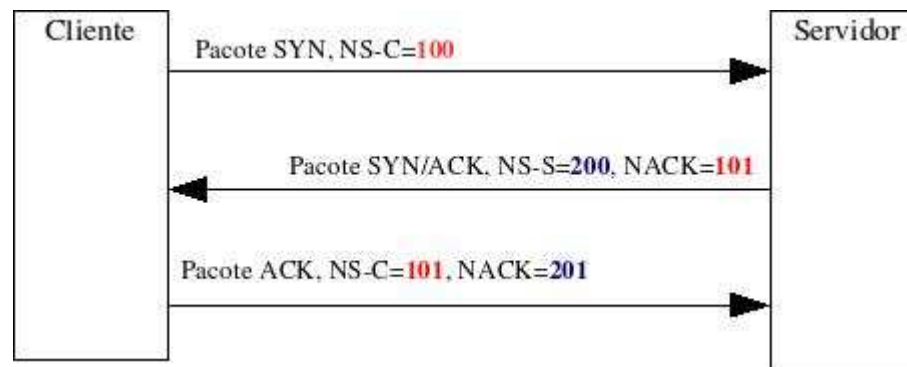 Cliente
Servidor
Pacote SYN, NS-C=100
Pacote SYN/ACK, NS-S=200, NACK=101
Pacote ACK, NS-C=101, NACK=201